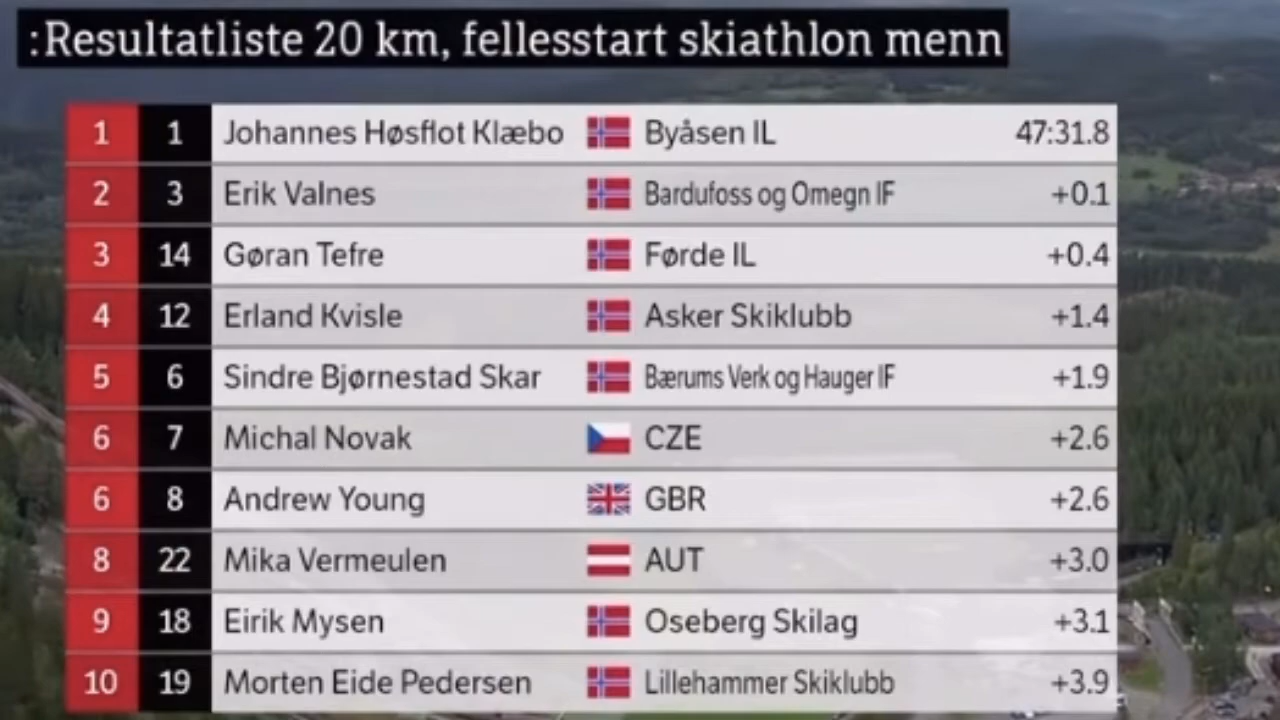 :Resultatliste 20 km, fellesstart skiathlon menn
1 1 Johannes Høsflot Klæbo Byåsen IL 47:31.8
2 3 Erik Valnes Bardufoss og Omegn IF +0.1
3 14 Gøran Tefre Førde IL +0.4
4 12 Erland Kvisle Asker Skiklubb +1.4
5 6 Sindre Bjørnestad Skar Bærums Verk og Hauger IF +1.9
6 7 Michal Novak CZE +2.6
6 8 Andrew Young GBR +2.6
8 22 Mika Vermeulen AUT +3.0
9 18 Eirik Mysen Oseberg Skilag +3.1
10 19 Morten Eide Pedersen Lillehammer Skiklubb +3.9